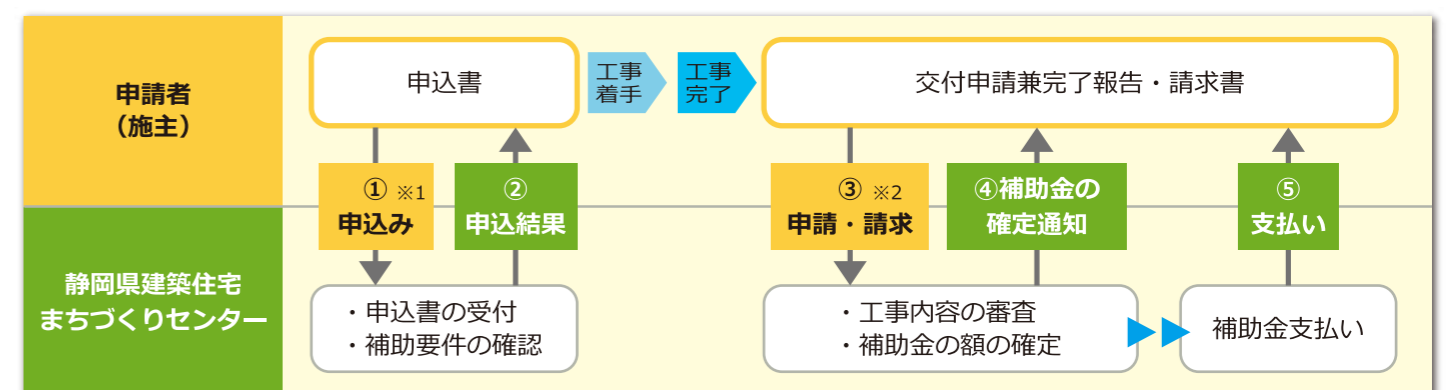 申請者
（施主）
申込書
工事
着手
工事
完了
交付申請兼完了報告・請求書
① ※1
申込み
②
申込結果
③ ※2
申請・請求
④補助金の
確定通知
⑤
支払い
静岡県建築住宅
まちづくりセンター
・申込書の受付
・補助要件の確認
・工事内容の審査
・補助金の額の確定
補助金支払い